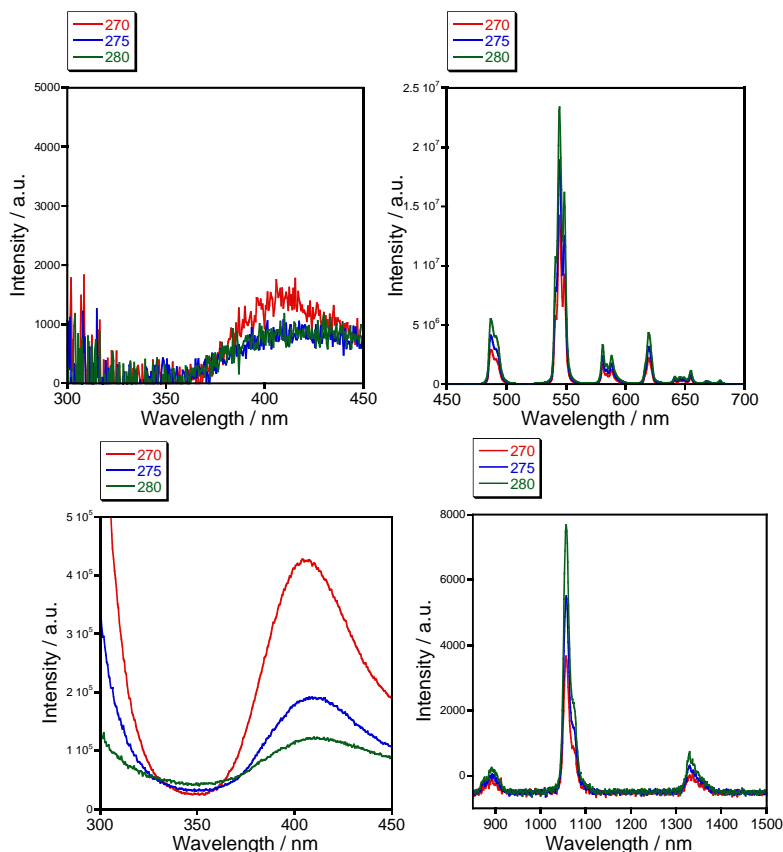 270
275
280
270
275
280
5000
4000
3000
2000
1000
0
300 350 400 450
Wavelength / nm
Intensity / a.u.
2.5 10⁷
2 10⁷
1.5 10⁷
1 10⁷
5 10⁶
0
450 500 550 600 650 700
Wavelength / nm
Intensity / a.u.
270
275
280
270
275
280
5 10⁵
4 10⁵
3 10⁵
2 10⁵
1 10⁵
0
300 350 400 450
Wavelength / nm
Intensity / a.u.
8000
6000
4000
2000
0
900 1000 1100 1200 1300 1400 1500
Wavelength / nm
Intensity / a.u.